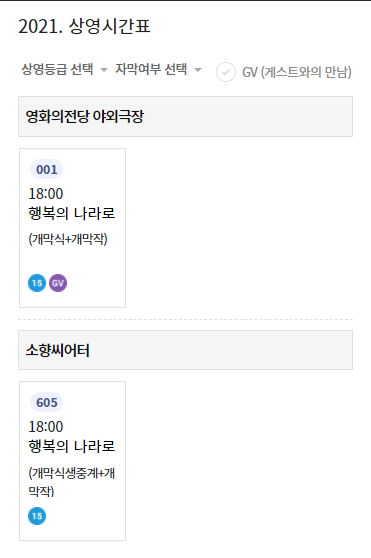 2021. 상영시간표
상영등급 선택 자막여부 선택 GV (게스트와의 만남)
영화의전당 야외극장
001
18:00
행복의 나라로
(개막식+개막작)
15 GV
소향씨어터
605
18:00
행복의 나라로
(개막식생중계+개
막작)
15